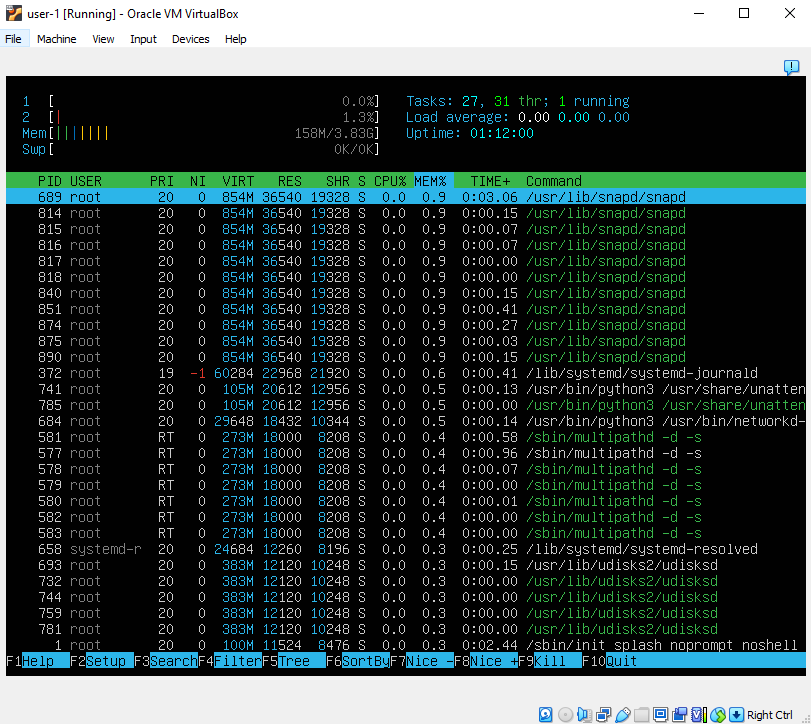 user-1 [Running] - Oracle VM VirtualBox
File Machine View Input Devices Help
1 [ 0.0%] Tasks: 27, 31 thr; 1 running
2 [| 1.3%] Load average: 0.00 0.00 0.00
Mem[||||||| 158M/3.83G] Uptime: 01:12:00
Swp[ 0K/0K]
PID USER PRI NI VIRT RES SHR S CPU% MEM% TIME+ Command
689 root 20 0 854M 36540 19328 S 0.0 0.9 0:03.06 /usr/lib/snapd/snapd
814 root 20 0 854M 36540 19328 S 0.0 0.9 0:00.15 /usr/lib/snapd/snapd
815 root 20 0 854M 36540 19328 S 0.0 0.9 0:00.07 /usr/lib/snapd/snapd
816 root 20 0 854M 36540 19328 S 0.0 0.9 0:00.07 /usr/lib/snapd/snapd
817 root 20 0 854M 36540 19328 S 0.0 0.9 0:00.00 /usr/lib/snapd/snapd
818 root 20 0 854M 36540 19328 S 0.0 0.9 0:00.00 /usr/lib/snapd/snapd
840 root 20 0 854M 36540 19328 S 0.0 0.9 0:00.15 /usr/lib/snapd/snapd
851 root 20 0 854M 36540 19328 S 0.0 0.9 0:00.41 /usr/lib/snapd/snapd
874 root 20 0 854M 36540 19328 S 0.0 0.9 0:00.27 /usr/lib/snapd/snapd
875 root 20 0 854M 36540 19328 S 0.0 0.9 0:00.03 /usr/lib/snapd/snapd
890 root 20 0 854M 36540 19328 S 0.0 0.9 0:00.15 /usr/lib/snapd/snapd
372 root 19 -1 60284 22968 21920 S 0.0 0.6 0:00.41 /lib/systemd/systemd-journald
741 root 20 0 105M 20612 12956 S 0.0 0.5 0:00.13 /usr/bin/python3 /usr/share/unatten
785 root 20 0 105M 20612 12956 S 0.0 0.5 0:00.00 /usr/bin/python3 /usr/share/unatten
684 root 20 0 29648 18432 10344 S 0.0 0.5 0:00.14 /usr/bin/python3 /usr/bin/networkd-
581 root RT 0 273M 18000 8208 S 0.0 0.4 0:00.58 /sbin/multipathd -d -s
577 root RT 0 273M 18000 8208 S 0.0 0.4 0:00.96 /sbin/multipathd -d -s
578 root RT 0 273M 18000 8208 S 0.0 0.4 0:00.07 /sbin/multipathd -d -s
579 root RT 0 273M 18000 8208 S 0.0 0.4 0:00.00 /sbin/multipathd -d -s
580 root RT 0 273M 18000 8208 S 0.0 0.4 0:00.01 /sbin/multipathd -d -s
582 root RT 0 273M 18000 8208 S 0.0 0.4 0:00.00 /sbin/multipathd -d -s
583 root RT 0 273M 18000 8208 S 0.0 0.4 0:00.00 /sbin/multipathd -d -s
658 systemd-r 20 0 24684 12260 8196 S 0.0 0.3 0:00.25 /lib/systemd/systemd-resolved
693 root 20 0 383M 12120 10248 S 0.0 0.3 0:00.15 /usr/lib/udisks2/udisksd
732 root 20 0 383M 12120 10248 S 0.0 0.3 0:00.00 /usr/lib/udisks2/udisksd
744 root 20 0 383M 12120 10248 S 0.0 0.3 0:00.00 /usr/lib/udisks2/udisksd
759 root 20 0 383M 12120 10248 S 0.0 0.3 0:00.00 /usr/lib/udisks2/udisksd
781 root 20 0 383M 12120 10248 S 0.0 0.3 0:00.00 /usr/lib/udisks2/udisksd
1 root 20 0 100M 11524 8476 S 0.0 0.3 0:02.44 /sbin/init splash noprompt noshell
F1Help F2Setup F3SearchF4FilterF5Tree F6SortByF7Nice -F8Nice +F9Kill F10Quit
Right Ctrl